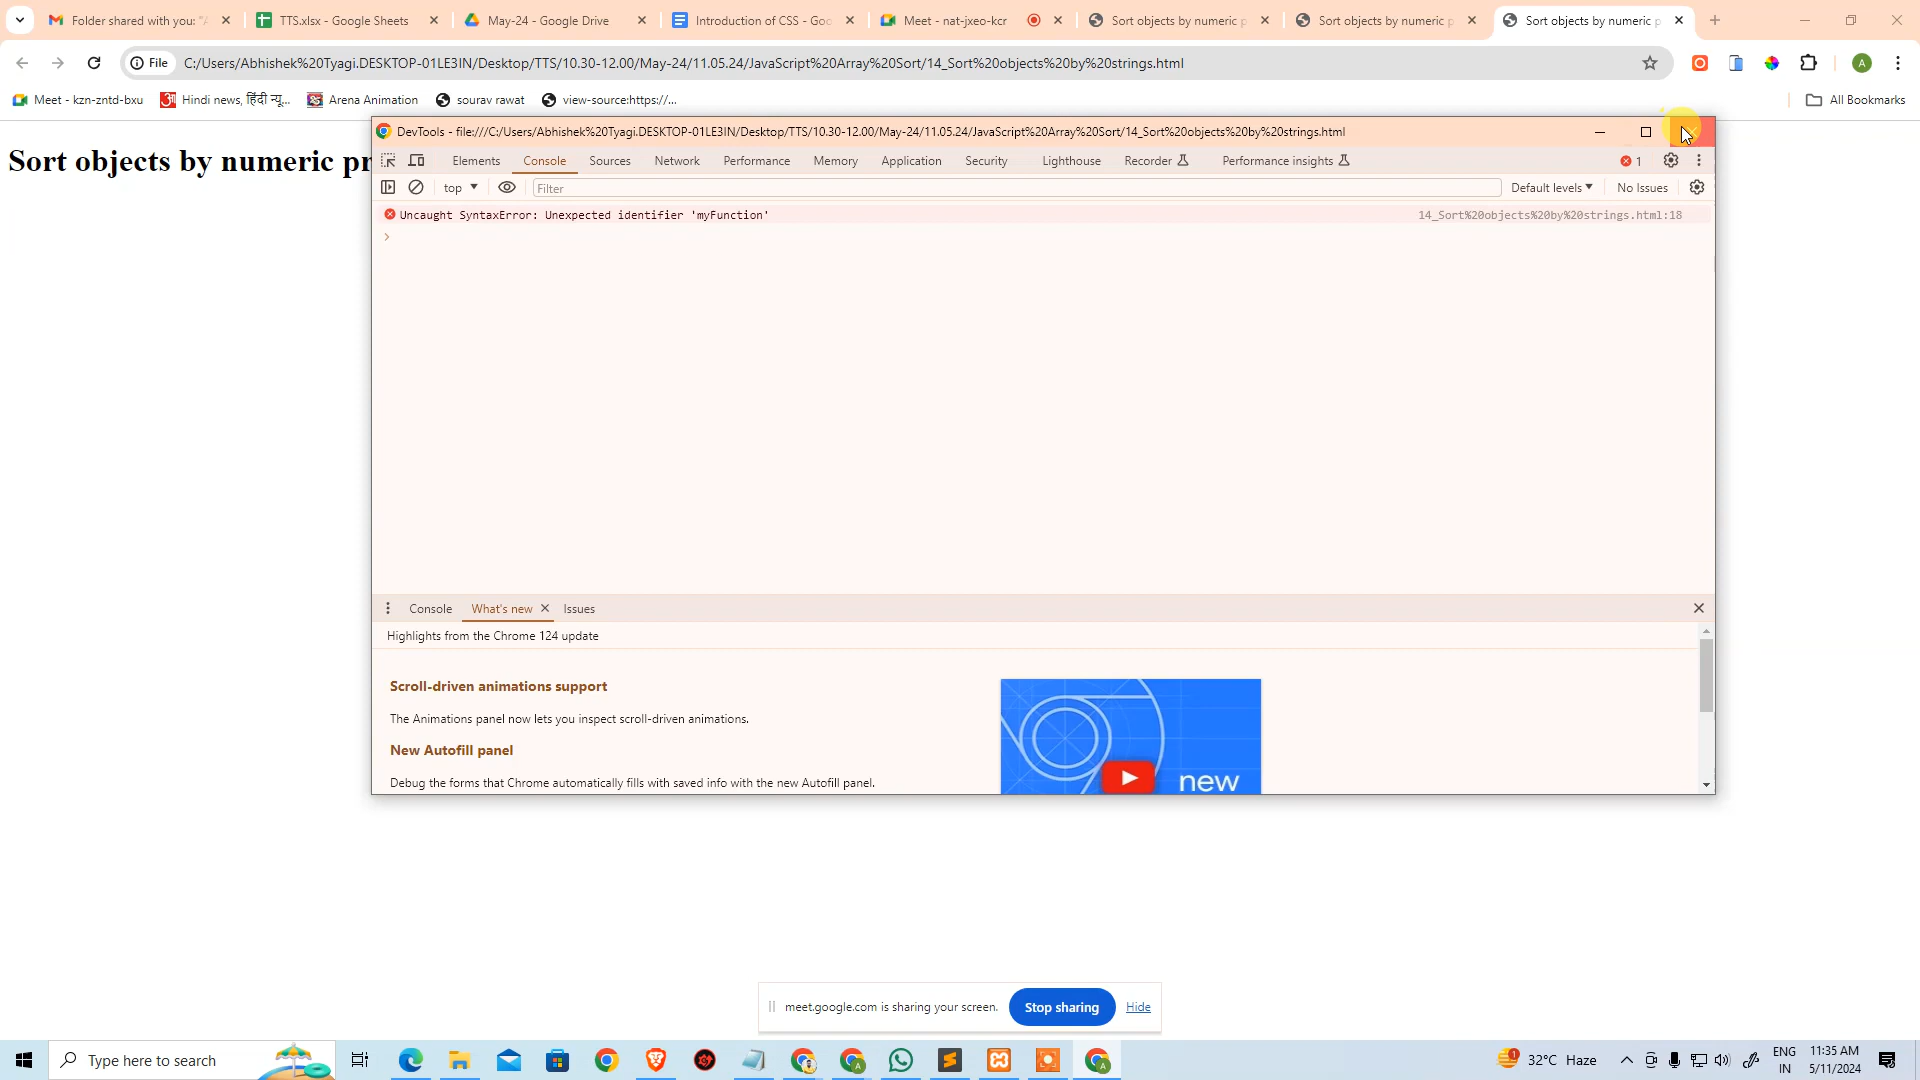 Folder shared with you: "A
TTS.xlsx - Google Sheets
May-24 - Google Drive
Introduction of CSS - Goo
Meet - nat-jxeo-kcr
Sort objects by numeric p
Sort objects by numeric p
Sort objects by numeric p
File
C:/Users/Abhishek%20Tyagi.DESKTOP-01LE3IN/Desktop/TTS/10.30-12.00/May-24/11.05.24/JavaScript%20Array%20Sort/14_Sort%20objects%20by%20strings.html
A
Meet - kzn-zntd-bxu
Hindi news, हिंदी न्यू...
Arena Animation
sourav rawat
view-source:https://...
All Bookmarks
Sort objects by numeric pr
DevTools - file:///C:/Users/Abhishek%20Tyagi.DESKTOP-01LE3IN/Desktop/TTS/10.30-12.00/May-24/11.05.24/JavaScript%20Array%20Sort/14_Sort%20objects%20by%20strings.html
Elements Console Sources Network Performance Memory Application Security Lighthouse Recorder Performance insights 1
top Filter Default levels No Issues
Uncaught SyntaxError: Unexpected identifier 'myFunction' 14_Sort%20objects%20by%20strings.html:18
Console What's new Issues
Highlights from the Chrome 124 update
Scroll-driven animations support
The Animations panel now lets you inspect scroll-driven animations.
New Autofill panel
Debug the forms that Chrome automatically fills with saved info with the new Autofill panel.
new
meet.google.com is sharing your screen. Stop sharing Hide
Type here to search
1
32°C Haze
ENG
IN
11:35 AM
5/11/2024